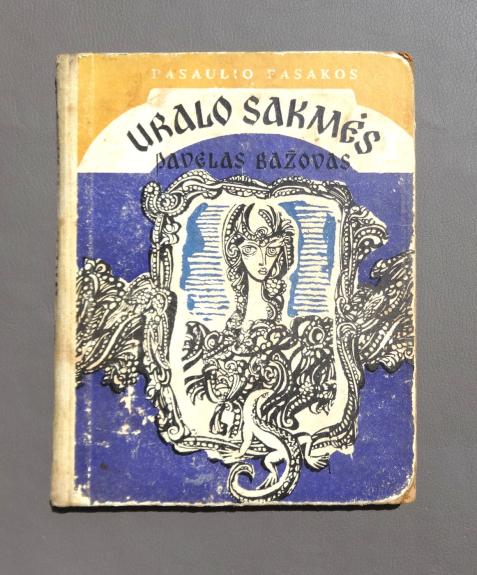 PASAULIO PASAKOS
URALO SAKMĖS
PAVELAS BAŽOVAS